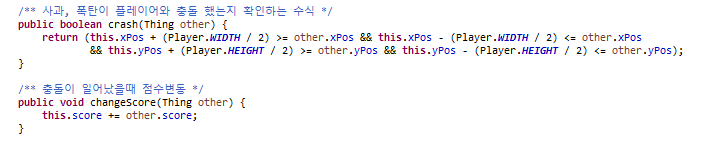 /** 사과, 폭탄이 플레이어와 충돌 했는지 확인하는 수식 */
public boolean crash(Thing other) {
return (this.xPos + (Player.WIDTH / 2) >= other.xPos && this.xPos - (Player.WIDTH / 2) <= other.xPos
&& this.yPos + (Player.HEIGHT / 2) >= other.yPos && this.yPos - (Player.HEIGHT / 2) <= other.yPos);
}
/** 충돌이 일어났을때 점수변동 */
public void changeScore(Thing other) {
this.score += other.score;
}